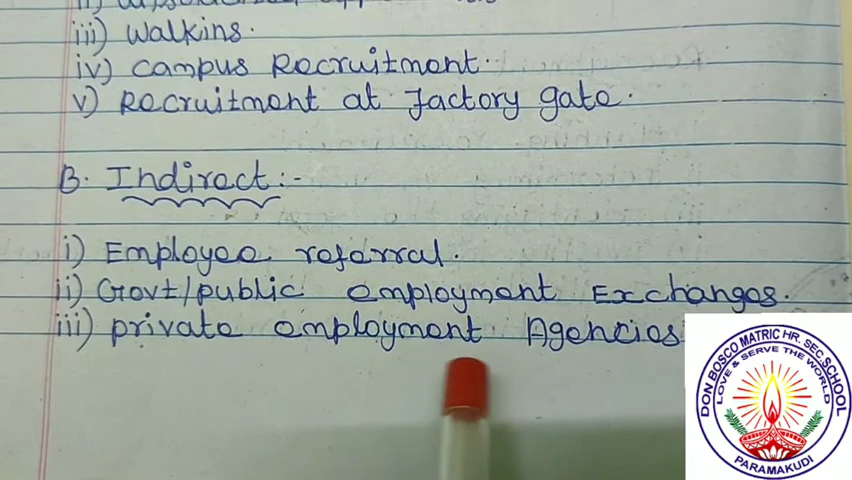 iii) Walkins.
iv) Campus Recruitment.
v) Recruitment at Factory gate.
B. Indirect:-
i) Employee referral.
ii) Govt/public employment Exchanges.
iii) private employment Agencies
DON BOSCO MATRIC HR. SEC. SCHOOL
LOVE & SERVE THE WORLD
PARAMAKUDI